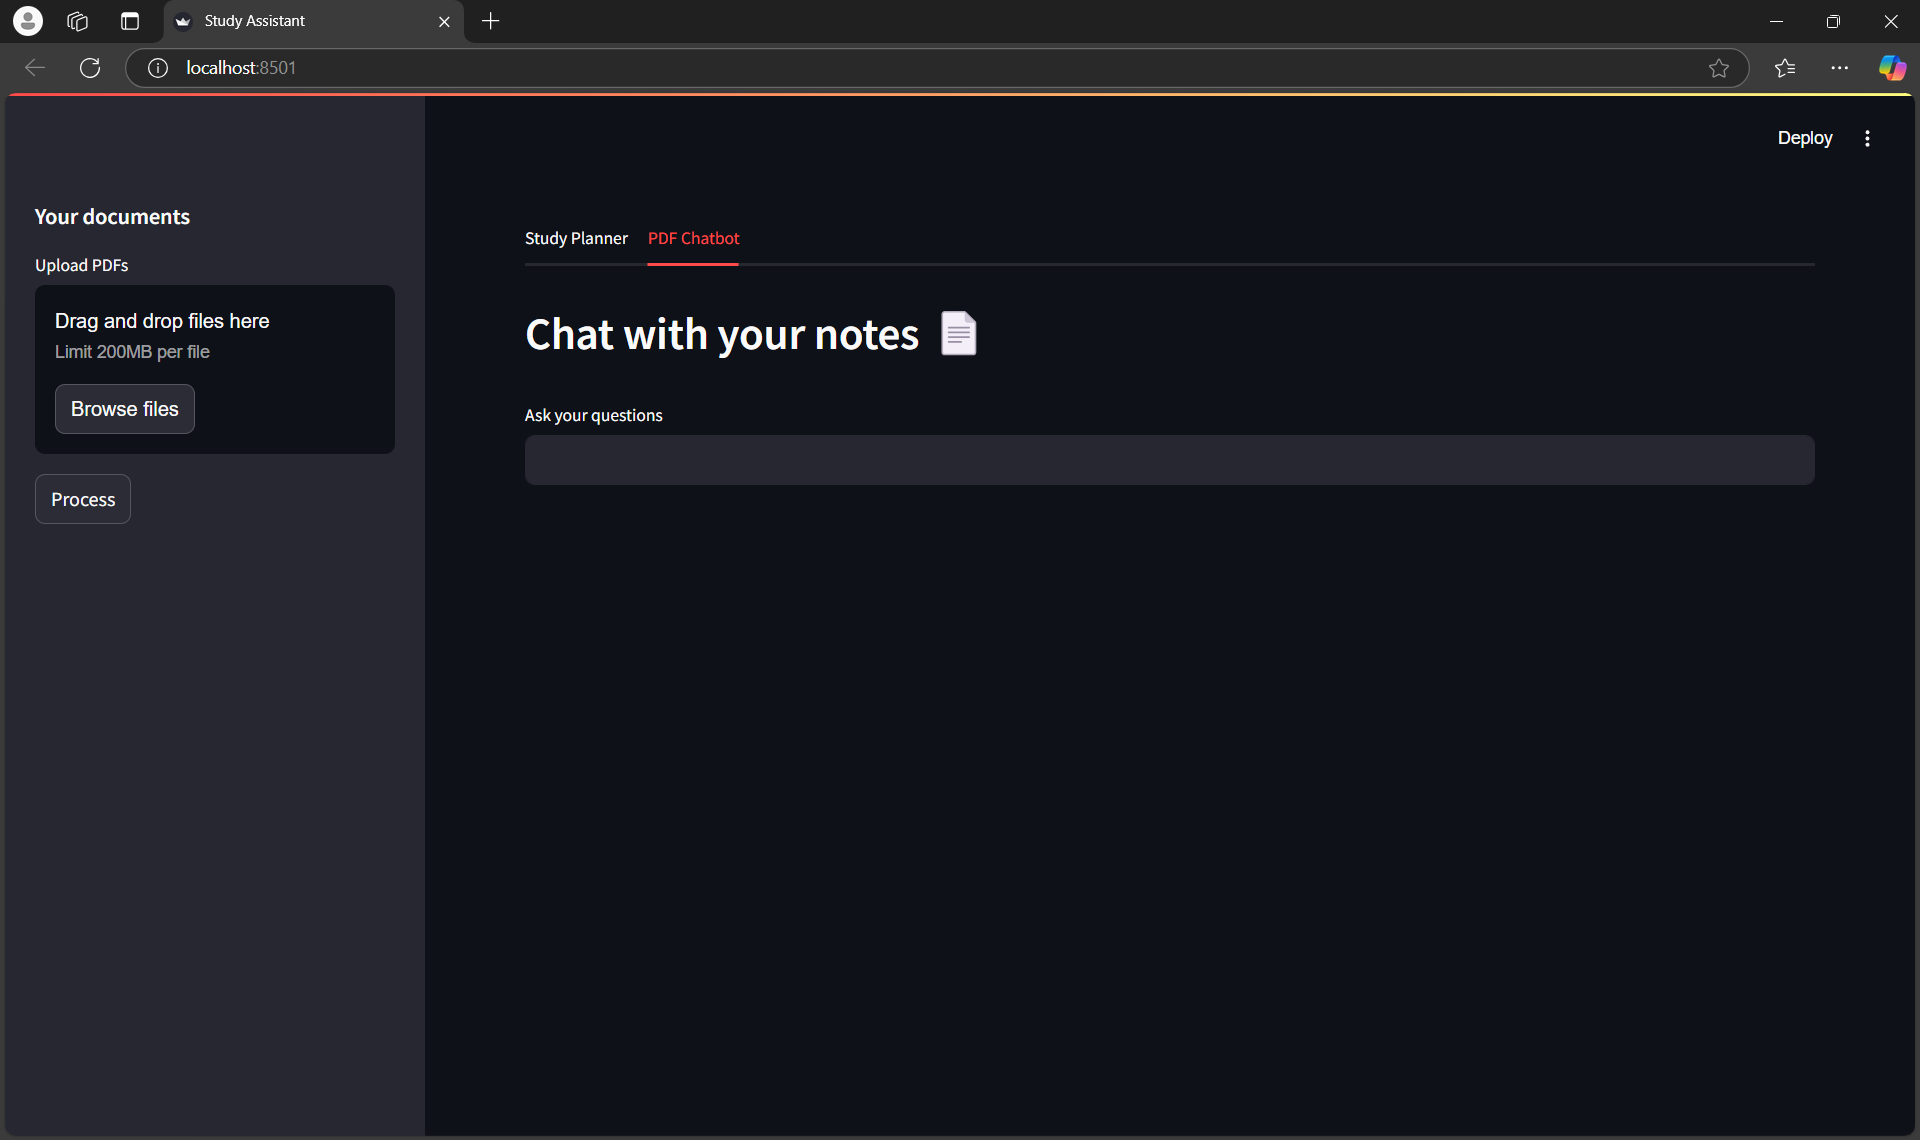 Study Assistant
localhost:8501
Deploy
Your documents
Upload PDFs
Drag and drop files here
Limit 200MB per file
Browse files
Process
Study Planner PDF Chatbot
Chat with your notes
Ask your questions